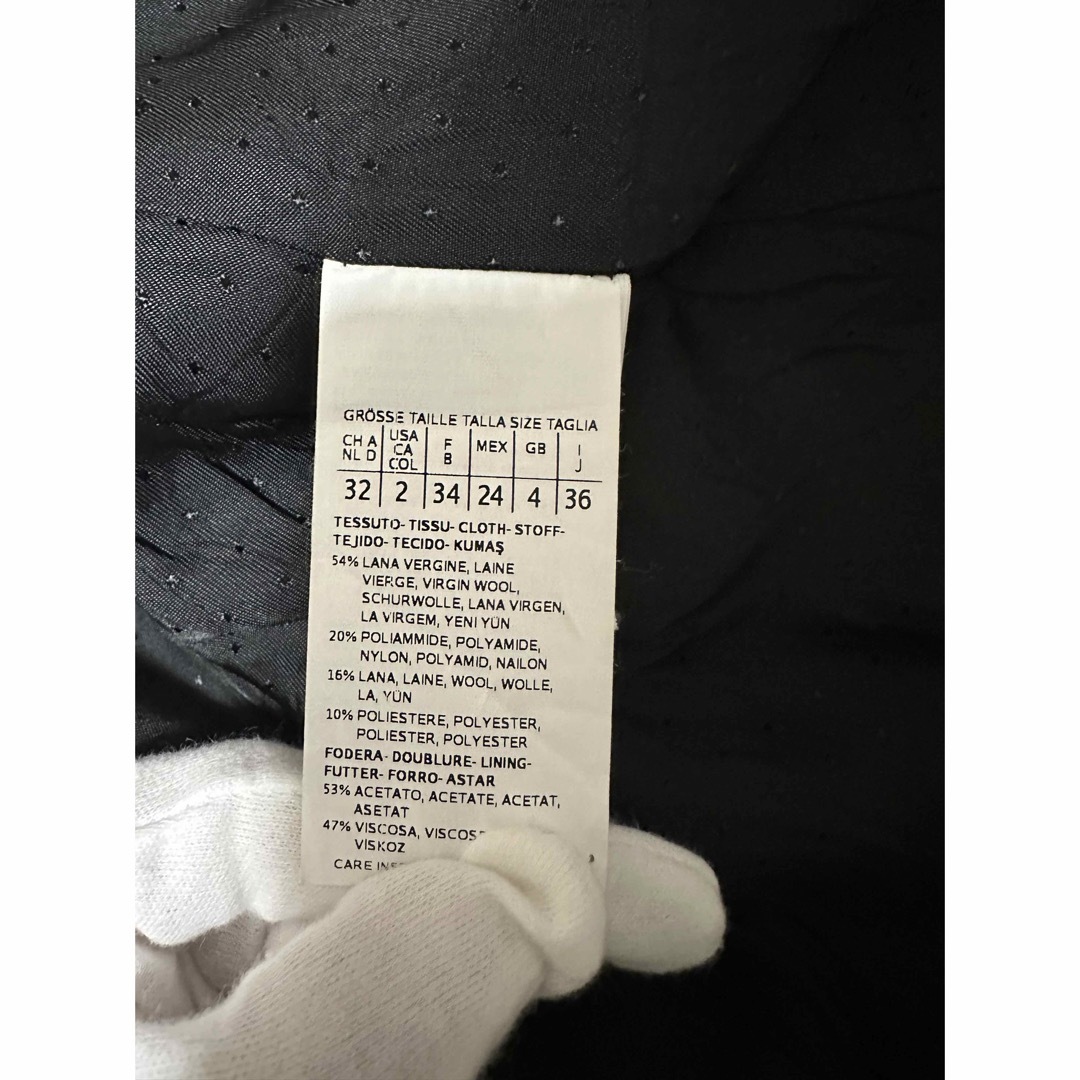 GRÖSSE TAILLE TALLA SIZE TAGLIA
CH A NL D | USA CA COL | F B | MEX | GB | I J
32 | 2 | 34 | 24 | 4 | 36
TESSUTO- TISSU- CLOTH- STOFF-
TEJIDO- TECIDO- KUMAŞ
54% LANA VERGINE, LAINE
VIERGE, VIRGIN WOOL,
SCHURWOLLE, LANA VIRGEN,
LA VIRGEM, YENI YÜN
20% POLIAMMIDE, POLYAMIDE,
NYLON, POLYAMID, NAILON
16% LANA, LAINE, WOOL, WOLLE,
LA, YÜN
10% POLIESTERE, POLYESTER,
POLIESTER, POLYESTER
FODERA- DOUBLURE- LINING-
FUTTER- FORRO- ASTAR
53% ACETATO, ACETATE, ACETAT,
ASETAT
47% VISCOSA,
VISKOZ
CARE